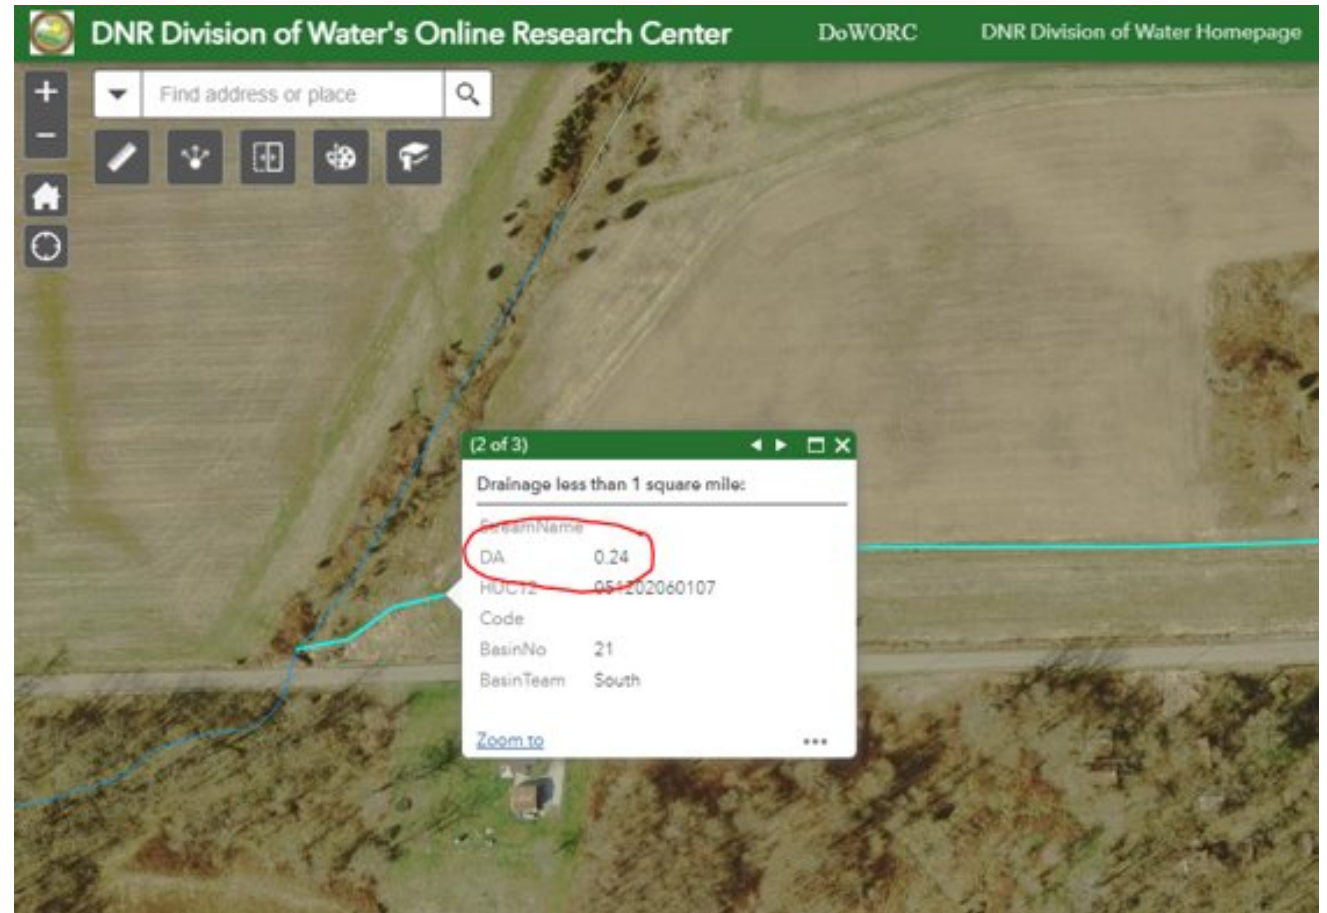 DNR Division of Water's Online Research Center DoWORC DNR Division of Water Homepage
Find address or place
(2 of 3)
Drainage less than 1 square mile:
StreamName
DA 0.24
HUC12 051202060107
Code
BasinNo 21
BasinTeam South
Zoom to